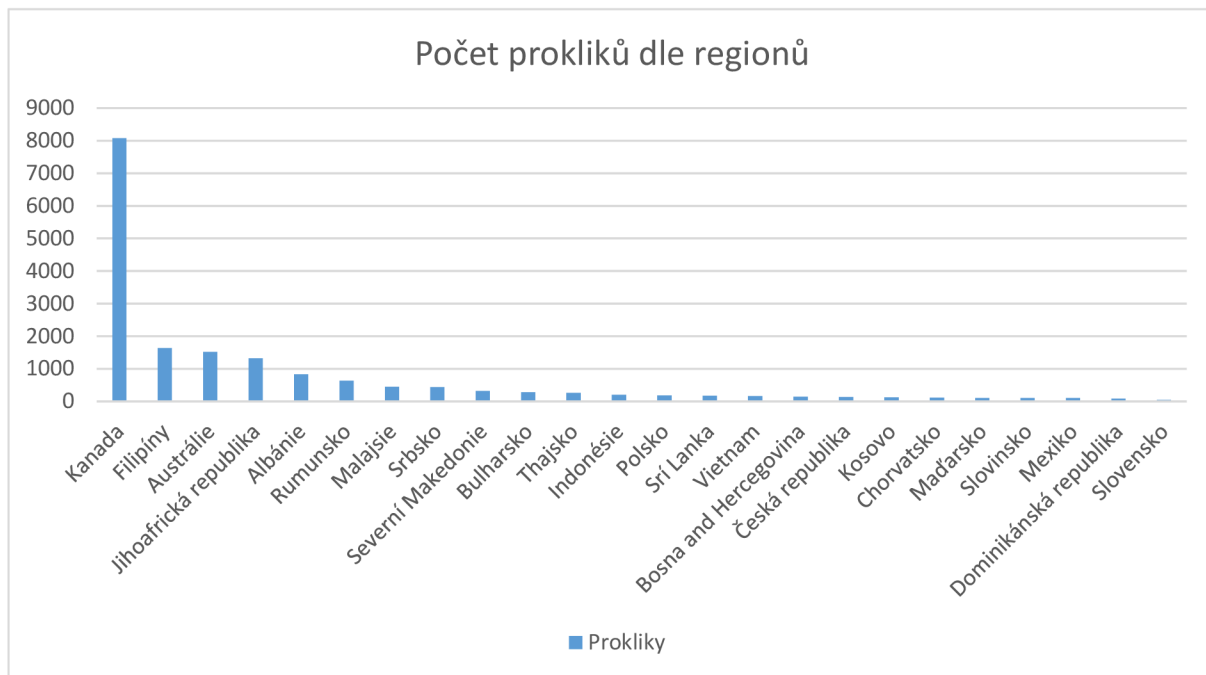 Počet prokliků dle regionů
9000
8000
7000
6000
5000
4000
3000
2000
1000
0
Kanada
Filipíny
Austrálie
Jihoafrická republika
Albánie
Rumunsko
Malajsie
Srbsko
Severní Makedonie
Bulharsko
Thajsko
Indonésie
Polsko
Srí Lanka
Vietnam
Bosna and Hercegovina
Česká republika
Kosovo
Chorvatsko
Maďarsko
Slovinsko
Mexiko
Dominikánská republika
Slovensko
Prokliky